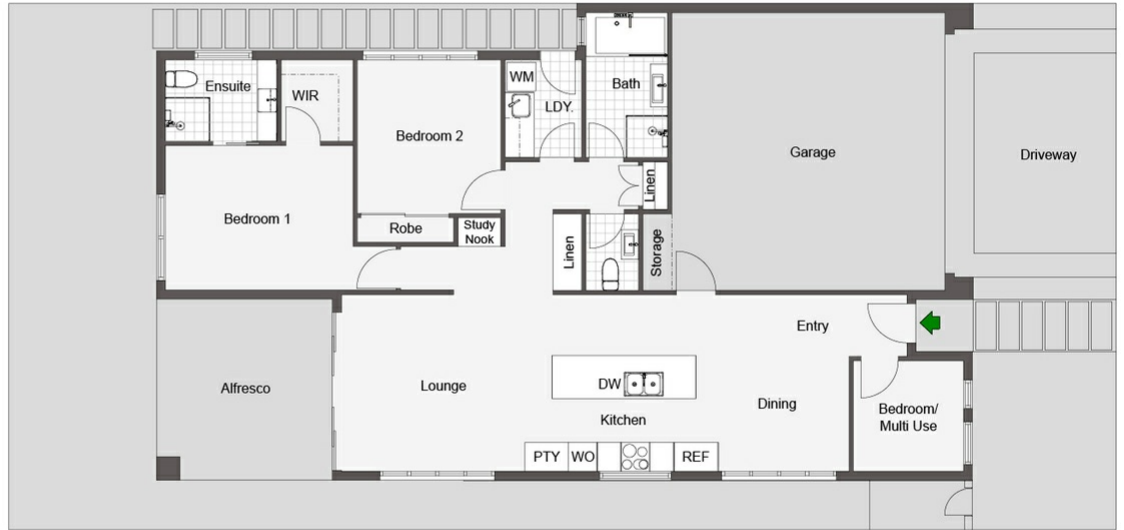 Ensuite
WIR
Bedroom 2
WM
LDY.
Bath
Garage
Driveway
Bedroom 1
Robe
Study
Nook
Linen
Linen
Storage
Entry
Alfresco
Lounge
DW
Kitchen
Dining
Bedroom/
Multi Use
PTY
WO
REF